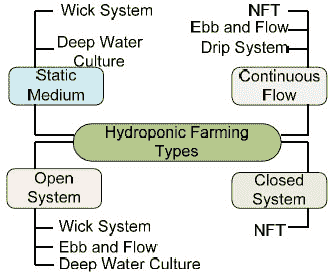 Wick System
Deep Water
Culture
Static
Medium
NFT
Ebb and Flow
Drip System
Continuous
Flow
Hydroponic Farming
Types
Open
System
Wick System
Ebb and Flow
Deep Water Culture
Closed
System
NFT